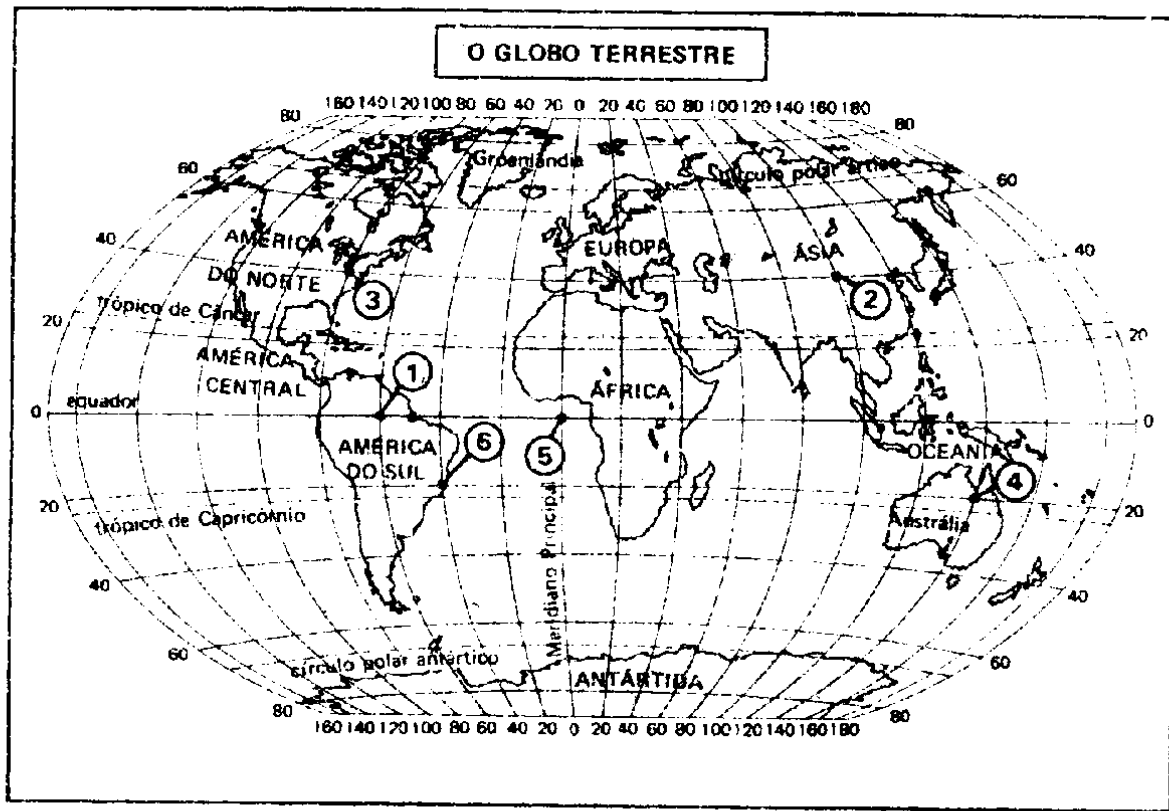 O GLOBO TERRESTRE
160 140 120 100 80 60 40 20 0 20 40 60 80 100 120 140 160 180
80 80
Groenlândia
círculo polar ártico
60 60
AMÉRICA
EUROPA
ÁSIA
40 40
DO NORTE
3
2
trópico de Câncer
20 20
AMÉRICA
CENTRAL
1
ÁFRICA
equador
0 0
AMÉRICA
DO SUL
6
5
OCEANIA
4
20 20
trópico de Capricórnio
Austrália
Meridiano Principal
40 40
60 60
círculo polar antártico
ANTÁRTIDA
80 80
160 140 120 100 80 60 40 20 0 20 40 60 80 100 120 140 160 180